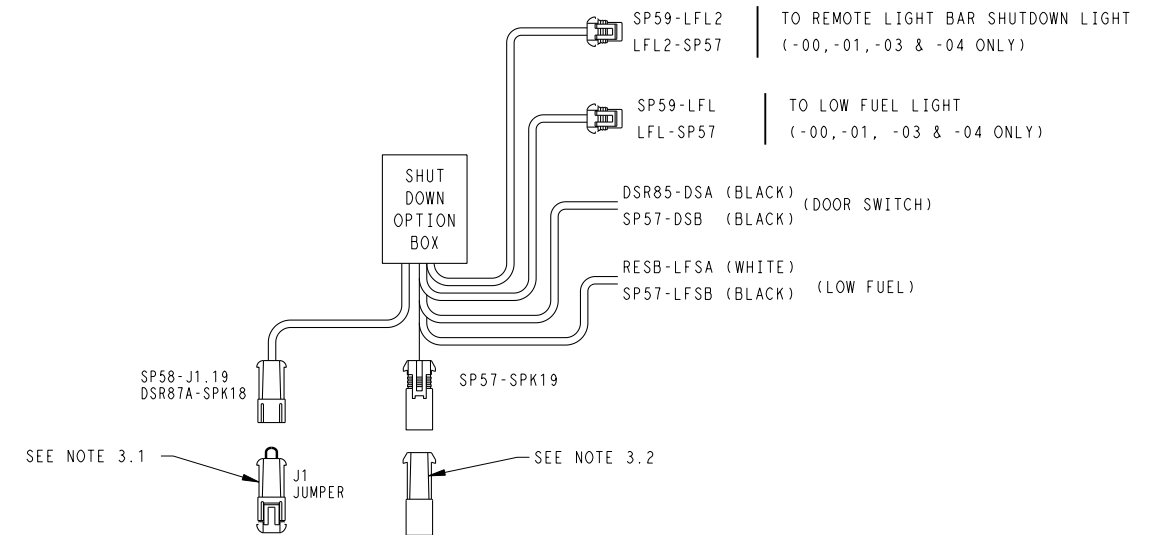 SP59-LFL2
LFL2-SP57
TO REMOTE LIGHT BAR SHUTDOWN LIGHT
(-00,-01,-03 & -04 ONLY)
SP59-LFL
LFL-SP57
TO LOW FUEL LIGHT
(-00,-01, -03 & -04 ONLY)
SHUT
DOWN
OPTION
BOX
DSR85-DSA (BLACK)
SP57-DSB (BLACK)
(DOOR SWITCH)
RESB-LFSA (WHITE)
SP57-LFSB (BLACK)
(LOW FUEL)
SP58-J1.19
DSR87A-SPK18
SP57-SPK19
SEE NOTE 3.1
J1
JUMPER
SEE NOTE 3.2